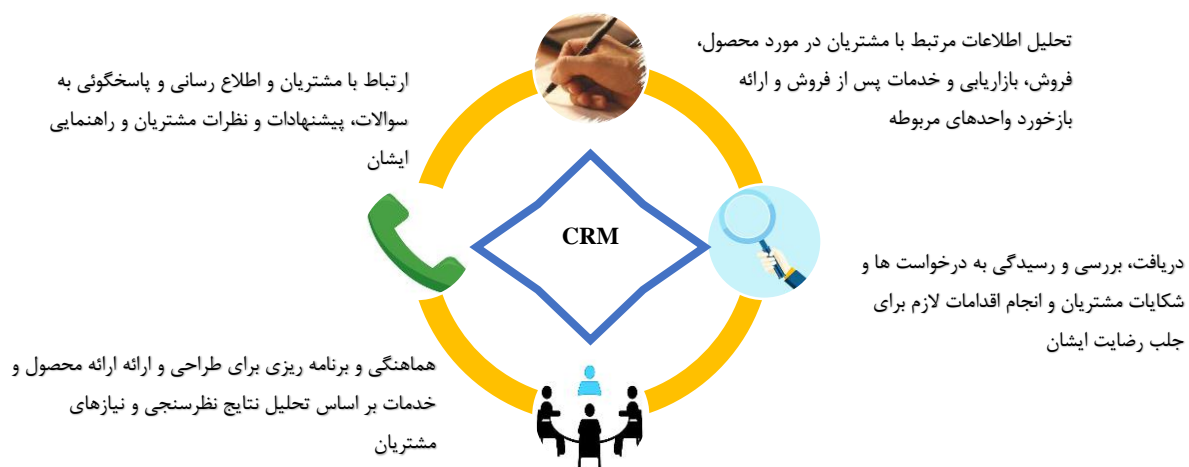 تحلیل اطلاعات مرتبط با مشتریان در مورد محصول،
فروش، بازاریابی و خدمات پس از فروش و ارائه
بازخورد واحدهای مربوطه
ارتباط با مشتریان و اطلاع رسانی و پاسخگوئی به
سوالات، پیشنهادات و نظرات مشتریان و راهنمایی
ایشان
CRM
دریافت، بررسی و رسیدگی به درخواست ها و
شکایات مشتریان و انجام اقدامات لازم برای
جلب رضایت ایشان
هماهنگی و برنامه ریزی برای طراحی و ارائه ارائه محصول و
خدمات بر اساس تحلیل نتایج نظرسنجی و نیازهای
مشتریان